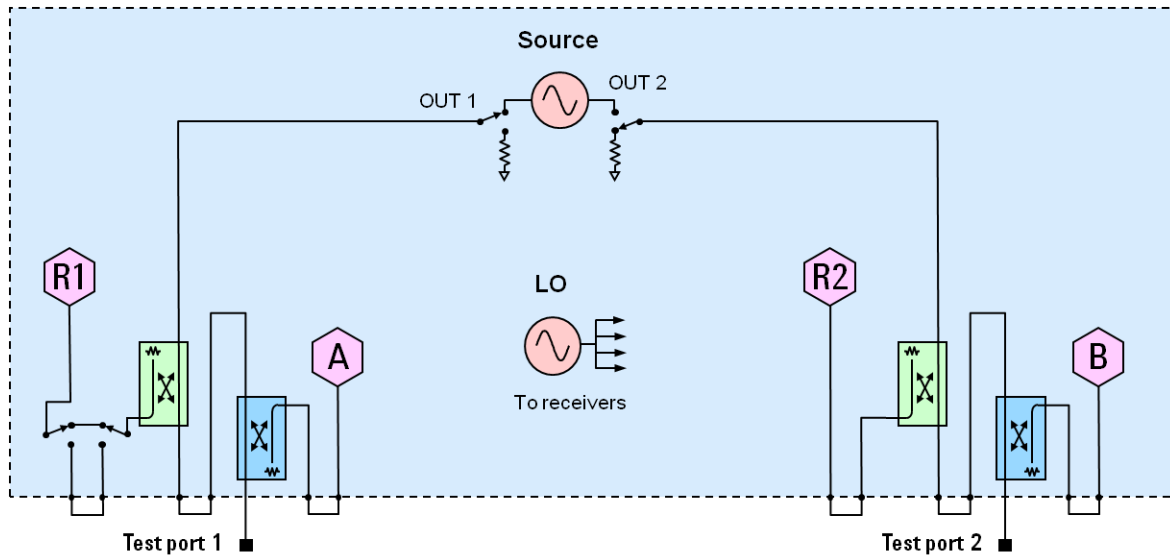 Source
OUT 1
OUT 2
R1
R2
LO
A
B
To receivers
Test port 1
Test port 2